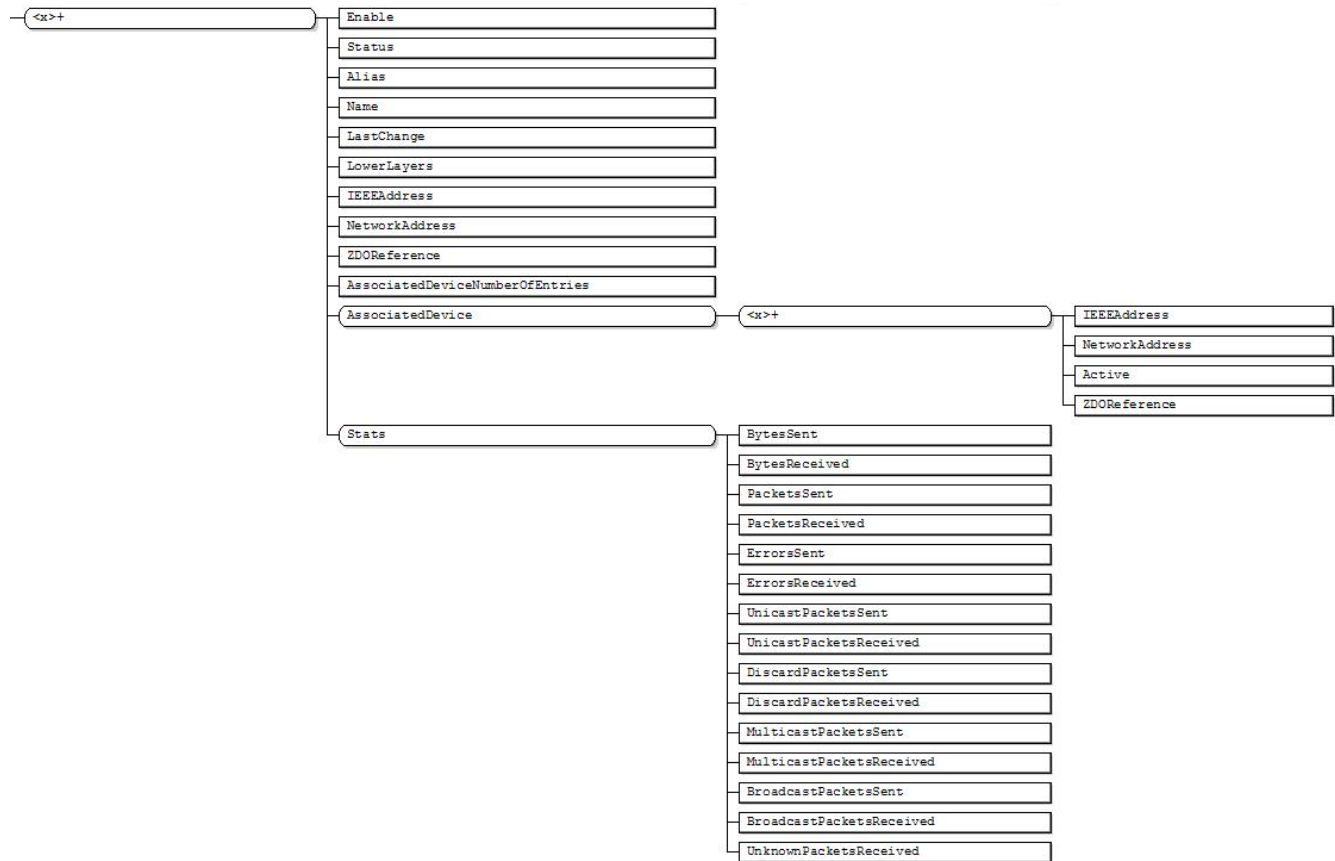 <x>+
Enable
Status
Alias
Name
LastChange
LowerLayers
IEEEAddress
NetworkAddress
ZDOReference
AssociatedDeviceNumberOfEntries
AssociatedDevice
<x>+
IEEEAddress
NetworkAddress
Active
ZDOReference
Stats
BytesSent
BytesReceived
PacketsSent
PacketsReceived
ErrorsSent
ErrorsReceived
UnicastPacketsSent
UnicastPacketsReceived
DiscardPacketsSent
DiscardPacketsReceived
MulticastPacketsSent
MulticastPacketsReceived
BroadcastPacketsSent
BroadcastPacketsReceived
UnknownPacketsReceived